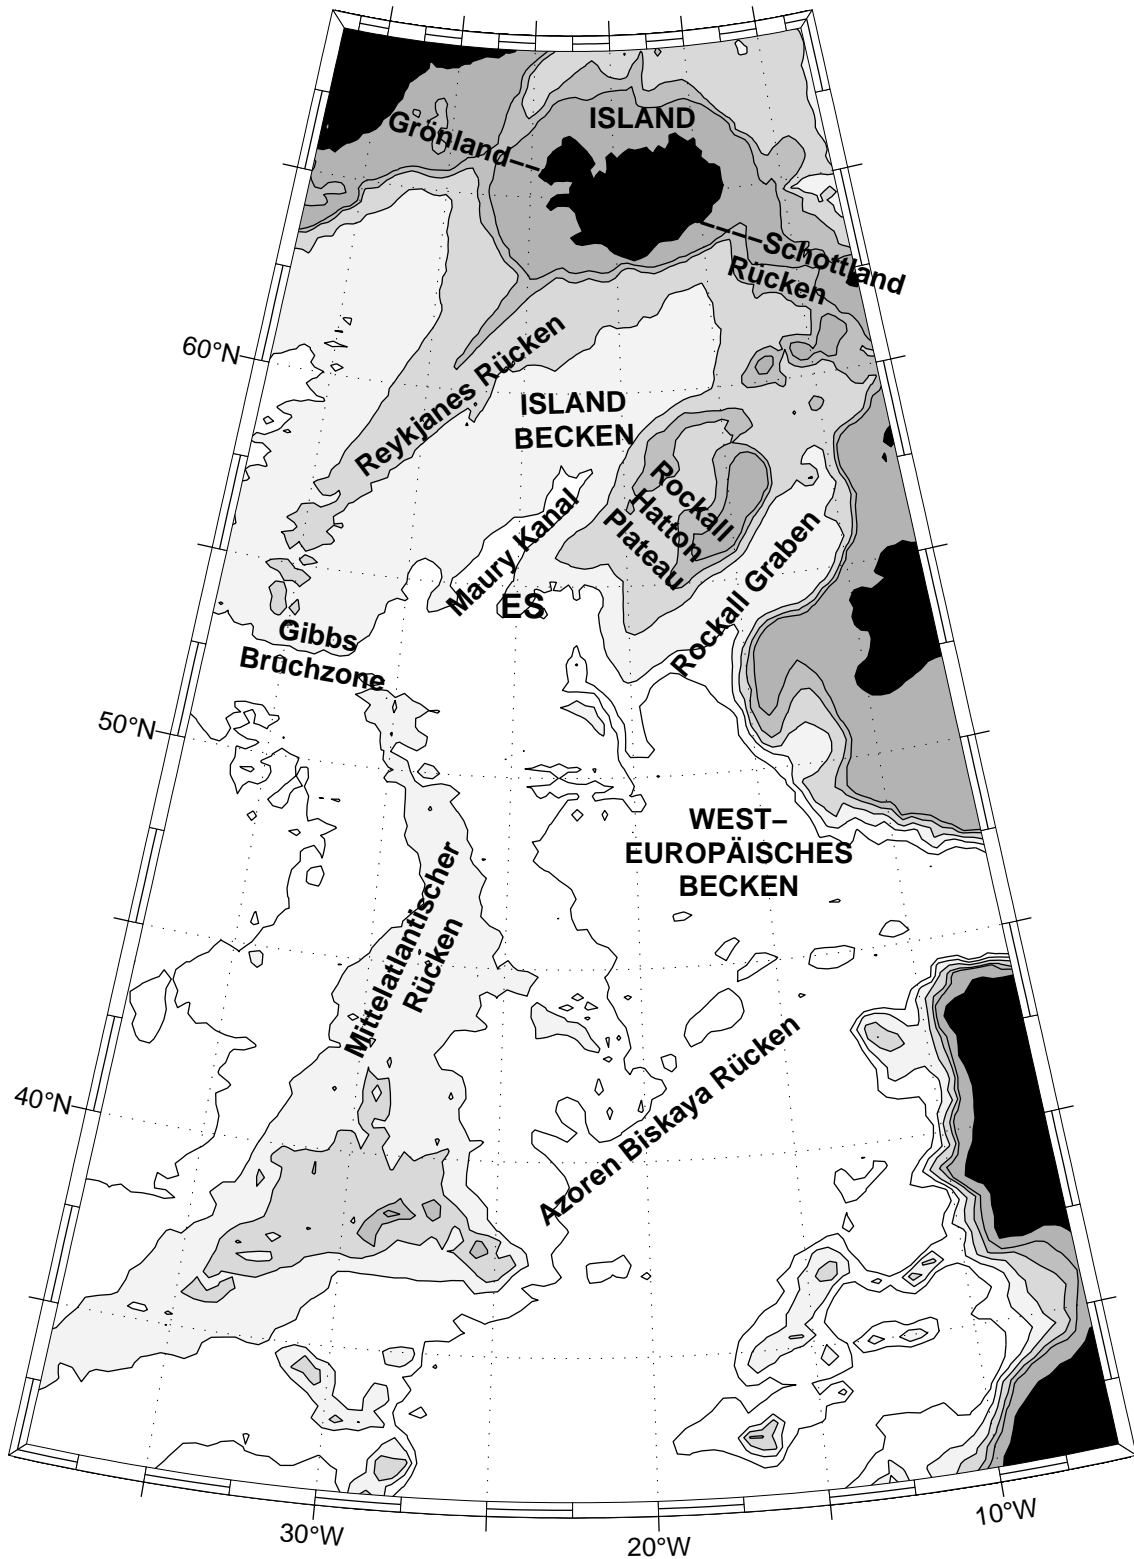 ISLAND
Grönland
Schottland
Rücken
60°N
Reykjanes Rücken
ISLAND
BECKEN
Rockall
Hatton
Plateau
Maury Kanal
ES
Rockall Graben
Gibbs
Bruchzone
50°N
WEST–
EUROPÄISCHES
BECKEN
Mittelatlantischer
Rücken
40°N
Azoren Biskaya Rücken
30°W
20°W
10°W